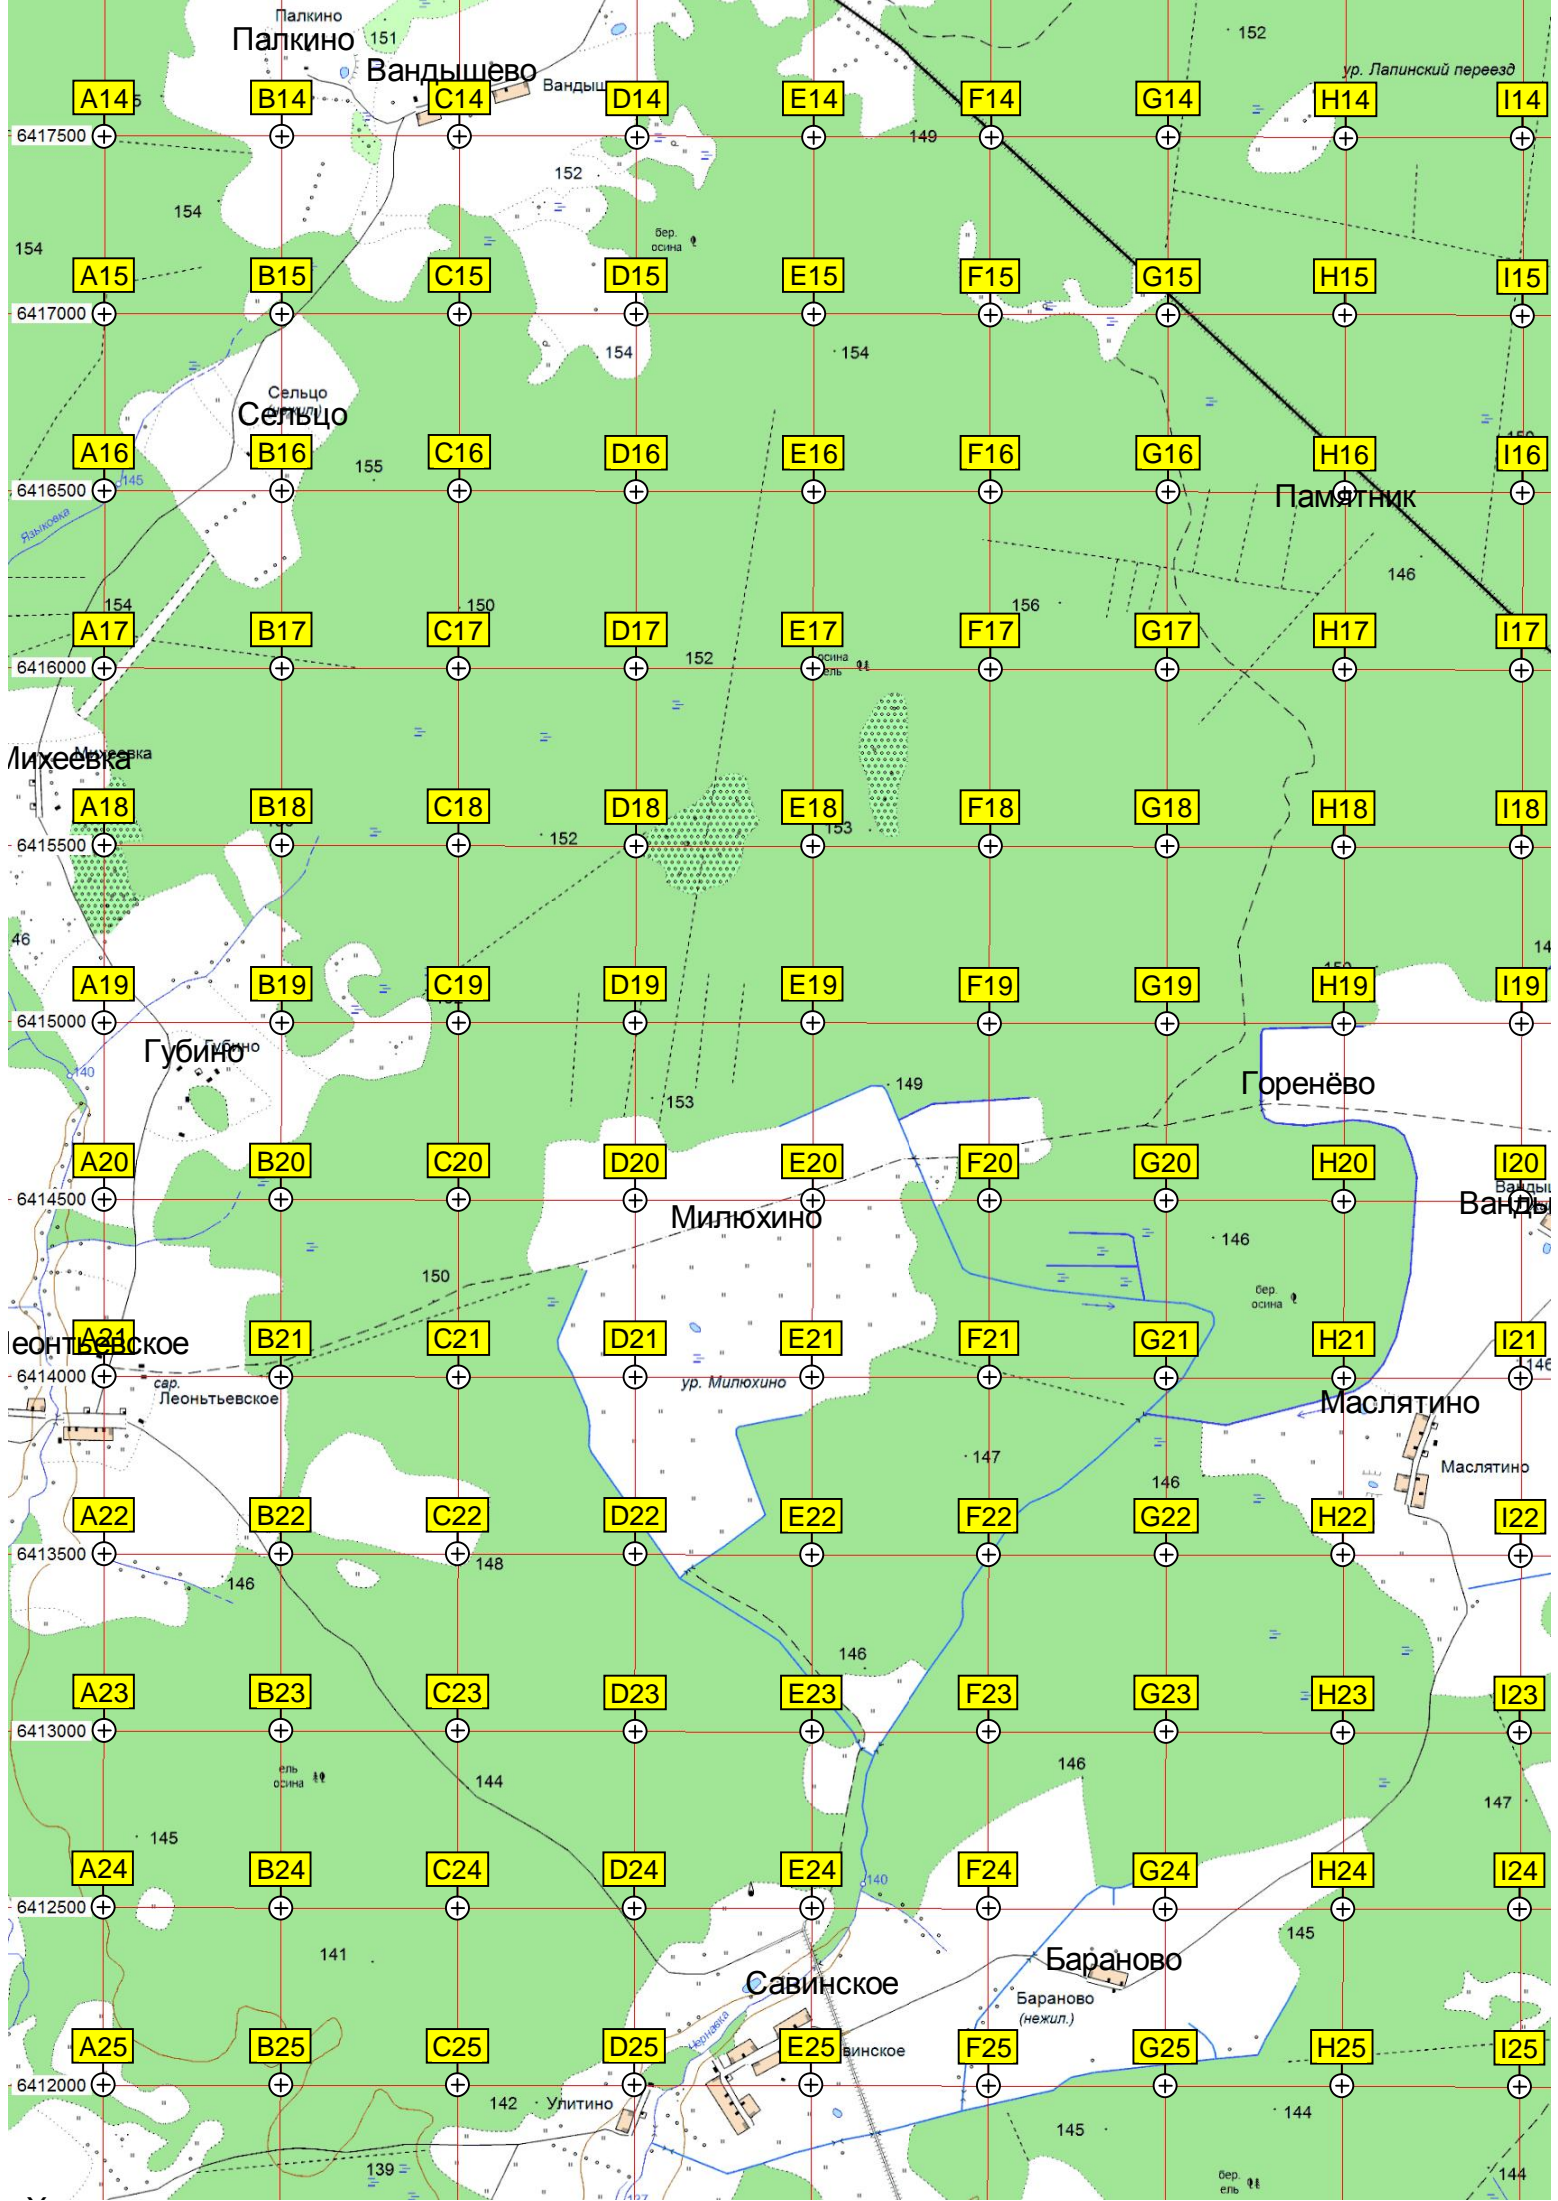 Палкино
Палкино
151
152
Вандышево
Вандыш
ур. Лапинский переезд
A14 B14 C14 D14 E14 F14 G14 H14 I14
6417500
149
152
154
154
бер.
осина
A15 B15 C15 D15 E15 F15 G15 H15 I15
6417000
154
154
Сельцо
(нежил.)
Сельцо
155
A16 B16 C16 D16 E16 F16 G16 H16 I16
145
6416500
Памятник
Языковка
146
154
150
156
A17 B17 C17 D17 E17 F17 G17 H17 I17
152
осина
ель
6416000
Михеевка
Михеевка
A18 B18 C18 D18 E18 F18 G18 H18 I18
152
153
6415500
46
14
A19 B19 C19 D19 E19 F19 G19 H19 I19
6415000
Губино
Губино
140
Горенёво
149
153
A20 B20 C20 D20 E20 F20 G20 H20 I20
6414500
Милюхино
Ванды
146
150
бер.
осина
A21 B21 C21 D21 E21 F21 G21 H21 I21
еонтьевское
146
6414000
сар.
Леоньтьевское
ур. Милюхино
Маслятино
147
146
Маслятино
A22 B22 C22 D22 E22 F22 G22 H22 I22
6413500
148
146
146
A23 B23 C23 D23 E23 F23 G23 H23 I23
6413000
ель
осина
144
146
147
145
A24 B24 C24 D24 E24 F24 G24 H24 I24
140
6412500
145
141
Бараново
Савинское
Бараново
(нежил.)
Чернавка
A25 B25 C25 D25 E25 F25 G25 H25 I25
винское
6412000
142
Улитино
144
145
139
бер.
ель
144
137